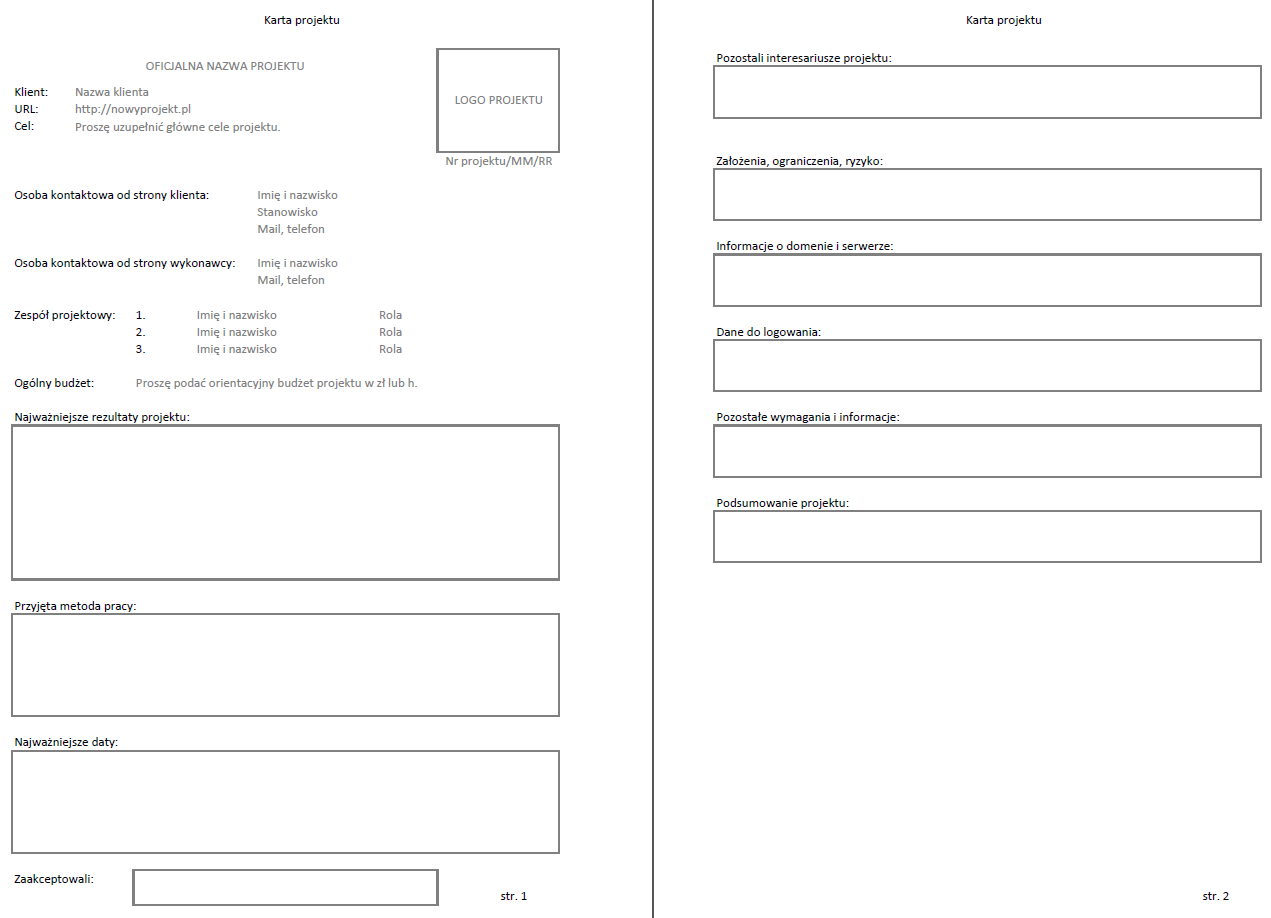 Karta projektu
OFICJALNA NAZWA PROJEKTU
LOGO PROJEKTU
Klient: Nazwa klienta
URL: http://nowyprojekt.pl
Cel: Proszę uzupełnić główne cele projektu.
Nr projektu/MM/RR
Osoba kontaktowa od strony klienta: Imię i nazwisko
Stanowisko
Mail, telefon
Osoba kontaktowa od strony wykonawcy: Imię i nazwisko
Mail, telefon
Zespół projektowy: 1. Imię i nazwisko Rola
2. Imię i nazwisko Rola
3. Imię i nazwisko Rola
Ogólny budżet: Proszę podać orientacyjny budżet projektu w zł lub h.
Najważniejsze rezultaty projektu:
Przyjęta metoda pracy:
Najważniejsze daty:
Zaakceptowali:
str. 1
Karta projektu
Pozostali interesariusze projektu:
Założenia, ograniczenia, ryzyko:
Informacje o domenie i serwerze:
Dane do logowania:
Pozostałe wymagania i informacje:
Podsumowanie projektu:
str. 2